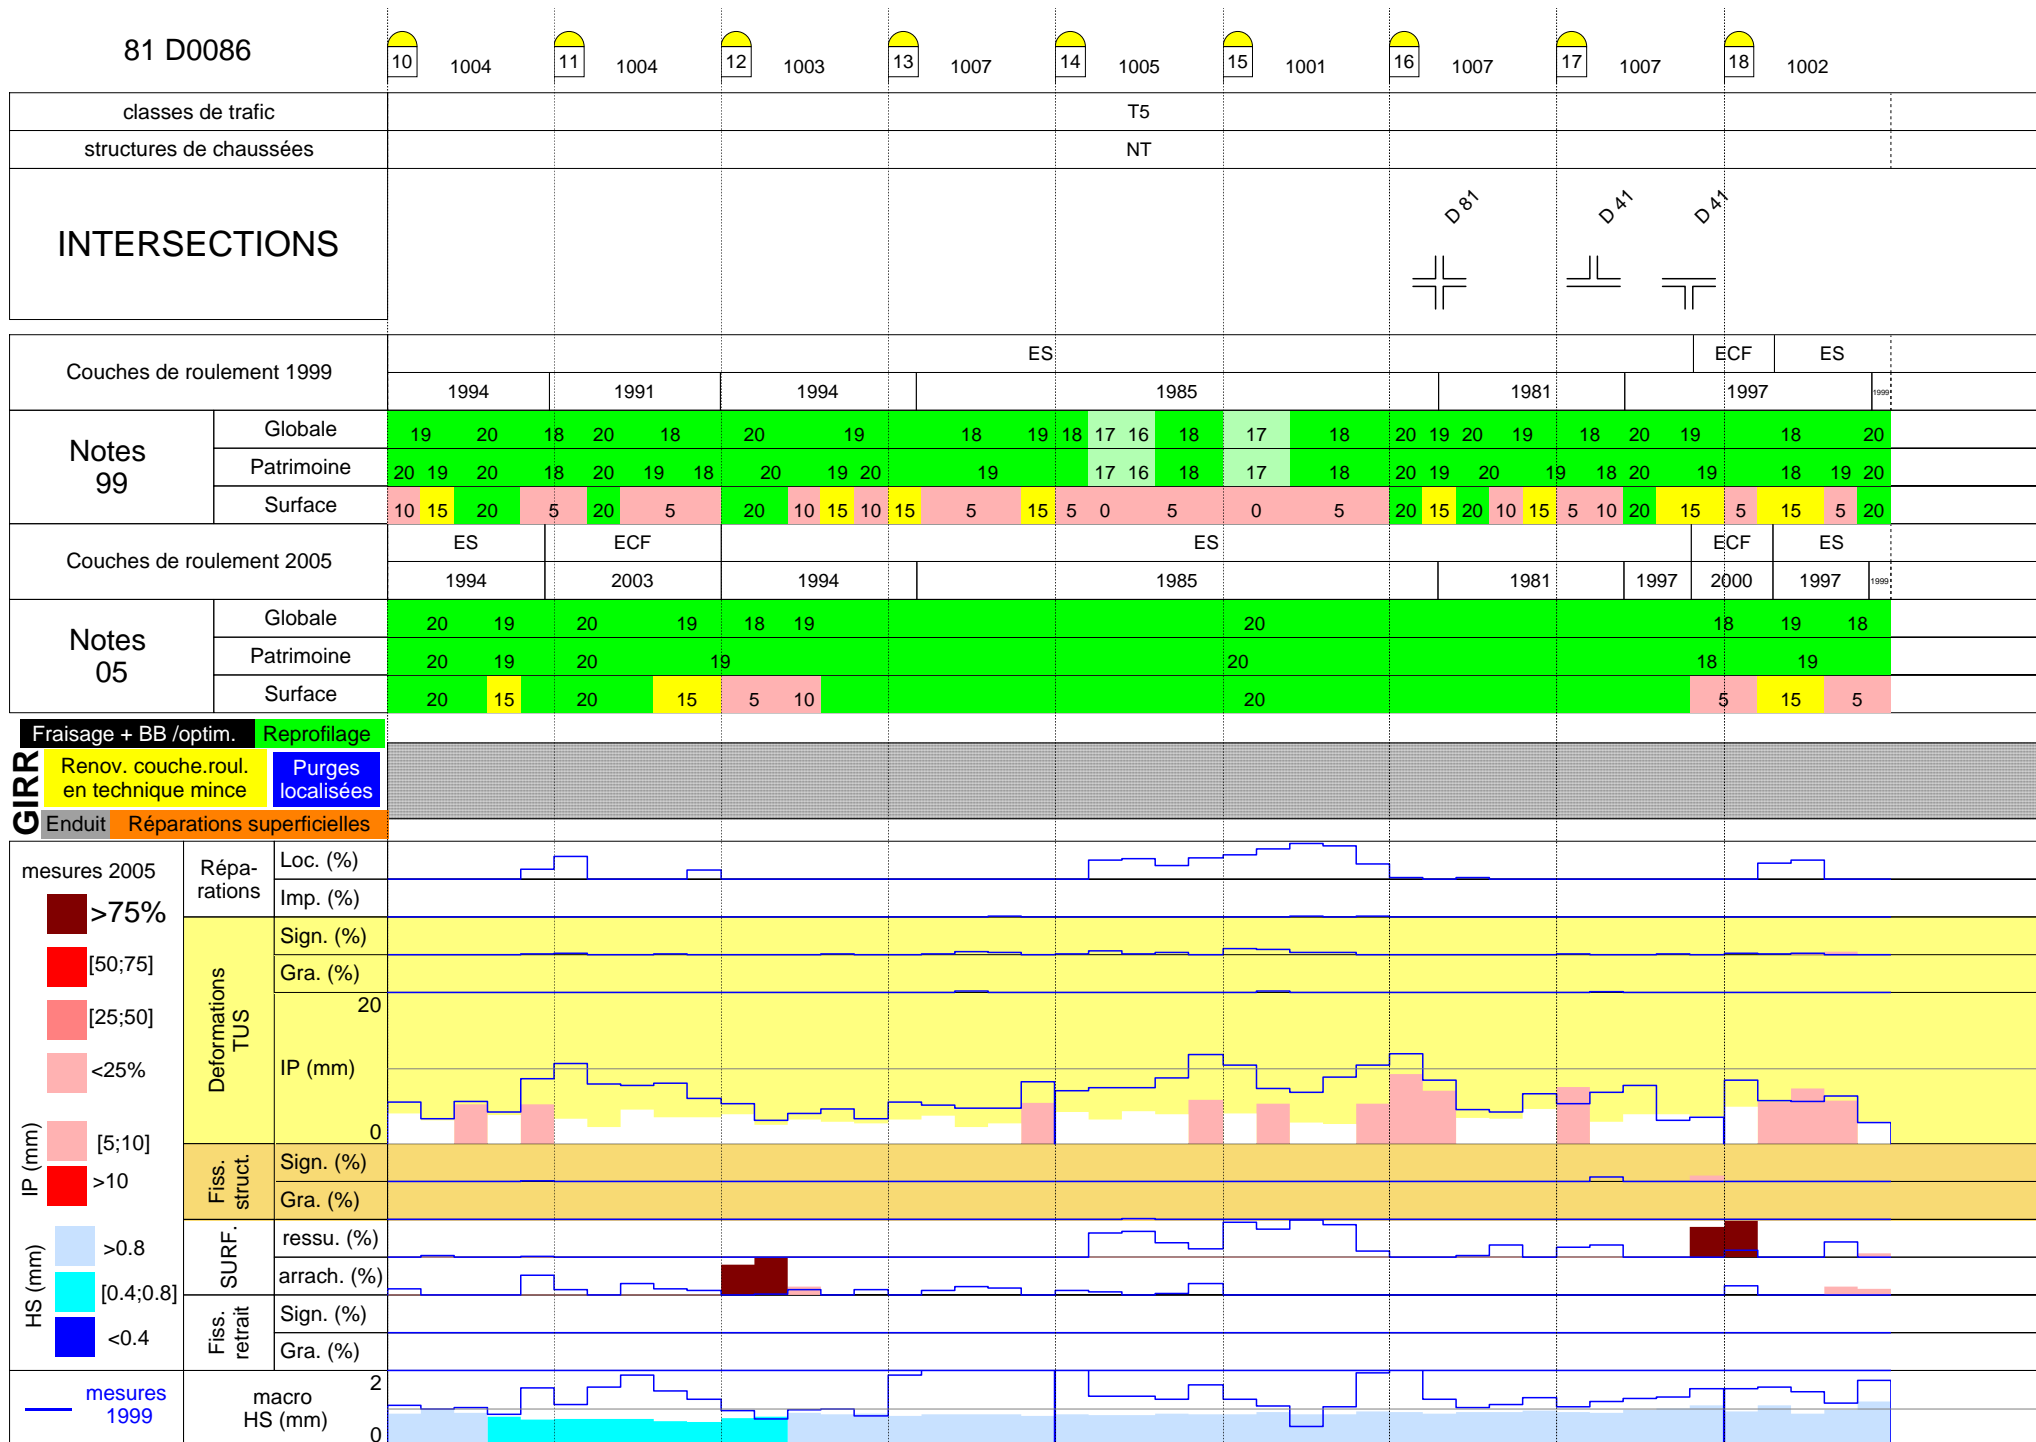 81 D0086
10 1004 11 1004 12 1003 13 1007 14 1005 15 1001 16 1007 17 1007 18 1002
classes de trafic T5
structures de chaussées NT
INTERSECTIONS D 81 D 41 D 41
Couches de roulement 1999
ES ECF ES
1994 1991 1994 1985 1981 1997 1999
Notes 99
Globale 19 20 18 20 18 20 19 18 19 18 17 16 18 17 18 20 19 20 19 18 20 19 18 20
Patrimoine 20 19 20 18 20 19 18 20 19 20 19 17 16 18 17 18 20 19 20 19 18 20 19 18 19 20
Surface 10 15 20 5 20 5 20 10 15 10 15 5 15 5 0 5 0 5 20 15 20 10 15 5 10 20 15 5 15 5 20
Couches de roulement 2005
ES ECF ES ECF ES
1994 2003 1994 1985 1981 1997 2000 1997 1999
Notes 05
Globale 20 19 20 19 18 19 20 18 19 18
Patrimoine 20 19 20 19 20 18 19
Surface 20 15 20 15 5 10 20 5 15 5
GIRR
Fraisage + BB /optim. Reprofilage
Renov. couche.roul. en technique mince
Purges localisées
Enduit Réparations superficielles
mesures 2005
>75%
[50;75]
[25;50]
<25%
IP (mm)
[5;10]
>10
HS (mm)
>0.8
[0.4;0.8]
<0.4
mesures 1999
Répa-
rations
Loc. (%)
Imp. (%)
Deformations
TUS
Sign. (%)
Gra. (%)
20
IP (mm)
0
Fiss.
struct.
Sign. (%)
Gra. (%)
SURF.
ressu. (%)
arrach. (%)
Fiss.
retrait
Sign. (%)
Gra. (%)
macro
HS (mm)
2
0